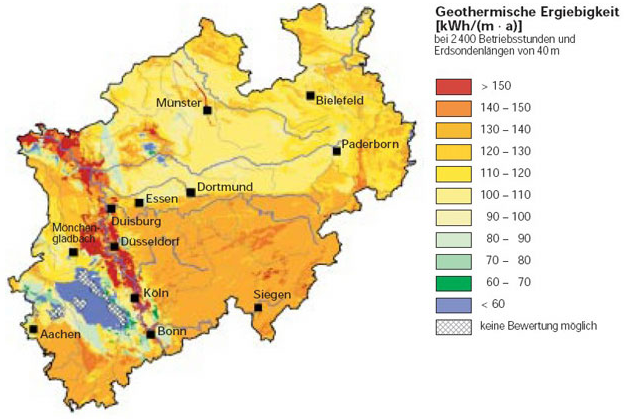 Geothermische Ergiebigkeit
[kWh/(m · a)]
bei 2400 Betriebsstunden und
Erdsondenlängen von 40 m
> 150
140 – 150
130 – 140
120 – 130
110 – 120
100 – 110
90 – 100
80 – 90
70 – 80
60 – 70
< 60
keine Bewertung möglich
Münster
Bielefeld
Paderborn
Dortmund
Essen
Duisburg
Mönchen-
gladbach
Düsseldorf
Köln
Siegen
Aachen
Bonn